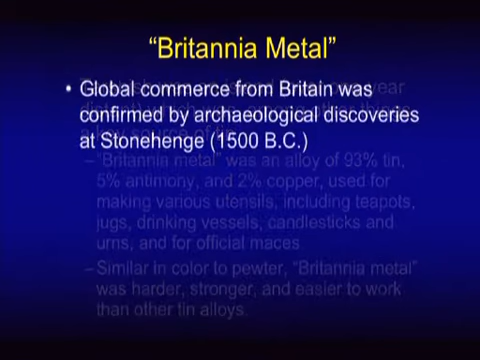 “Britannia Metal”
• Global commerce from Britain was
confirmed by archaeological discoveries
at Stonehenge (1500 B.C.)
– “Britannia metal” was an alloy of 93% tin,
5% antimony, and 2% copper, used for
making various utensils, including teapots,
jugs, drinking vessels, candlesticks and
urns, and for official maces
– Similar in color to pewter, “Britannia metal”
was harder, stronger, and easier to work
than other tin alloys.